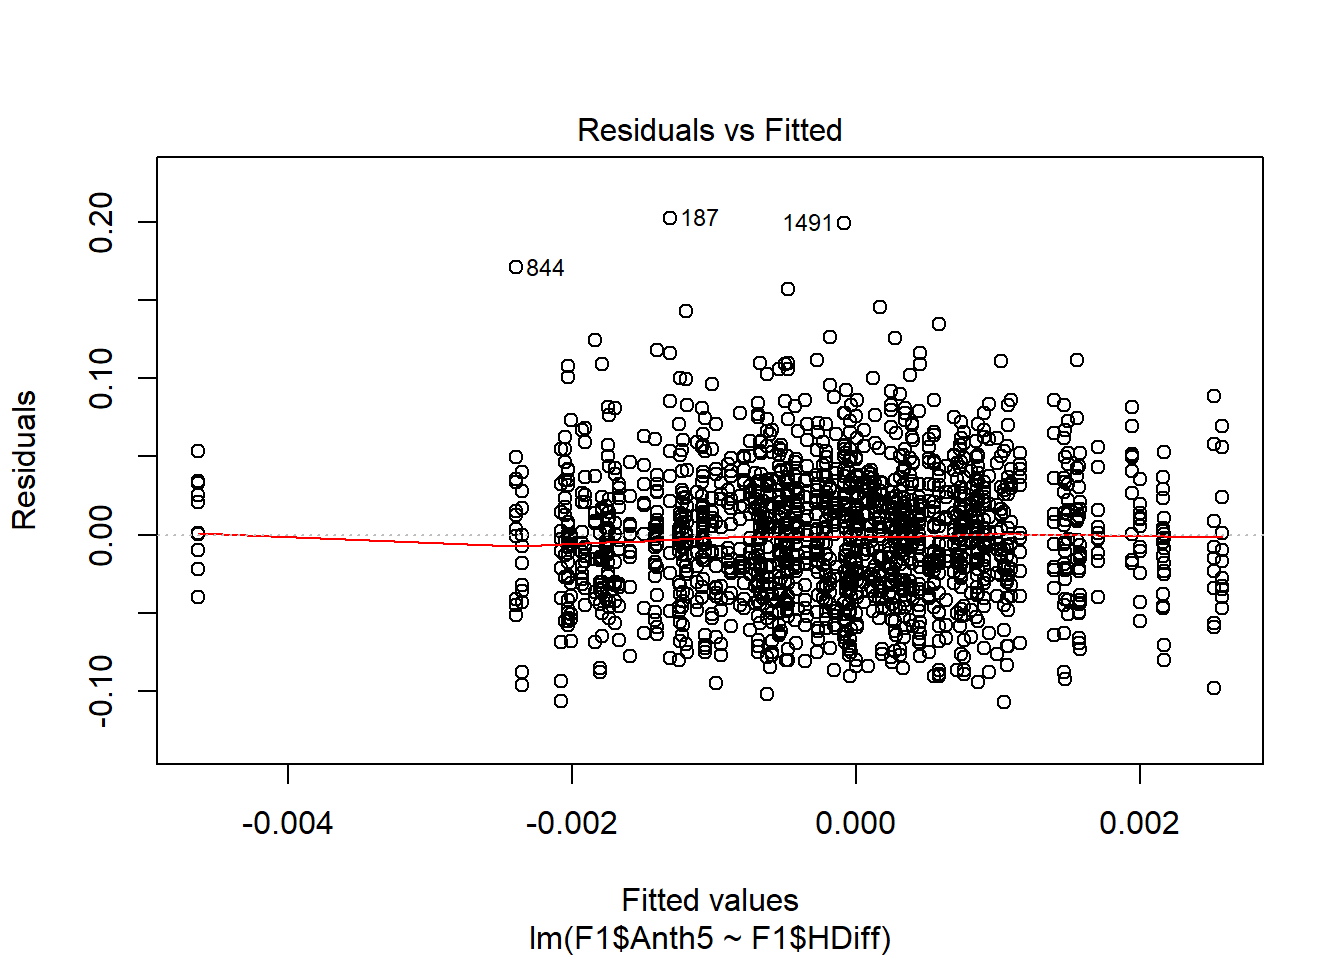 Residuals vs Fitted
Residuals
0.20
0.10
0.00
-0.10
187
1491
844
-0.004
-0.002
0.000
0.002
Fitted values
lm(F1$Anth5 ~ F1$HDiff)